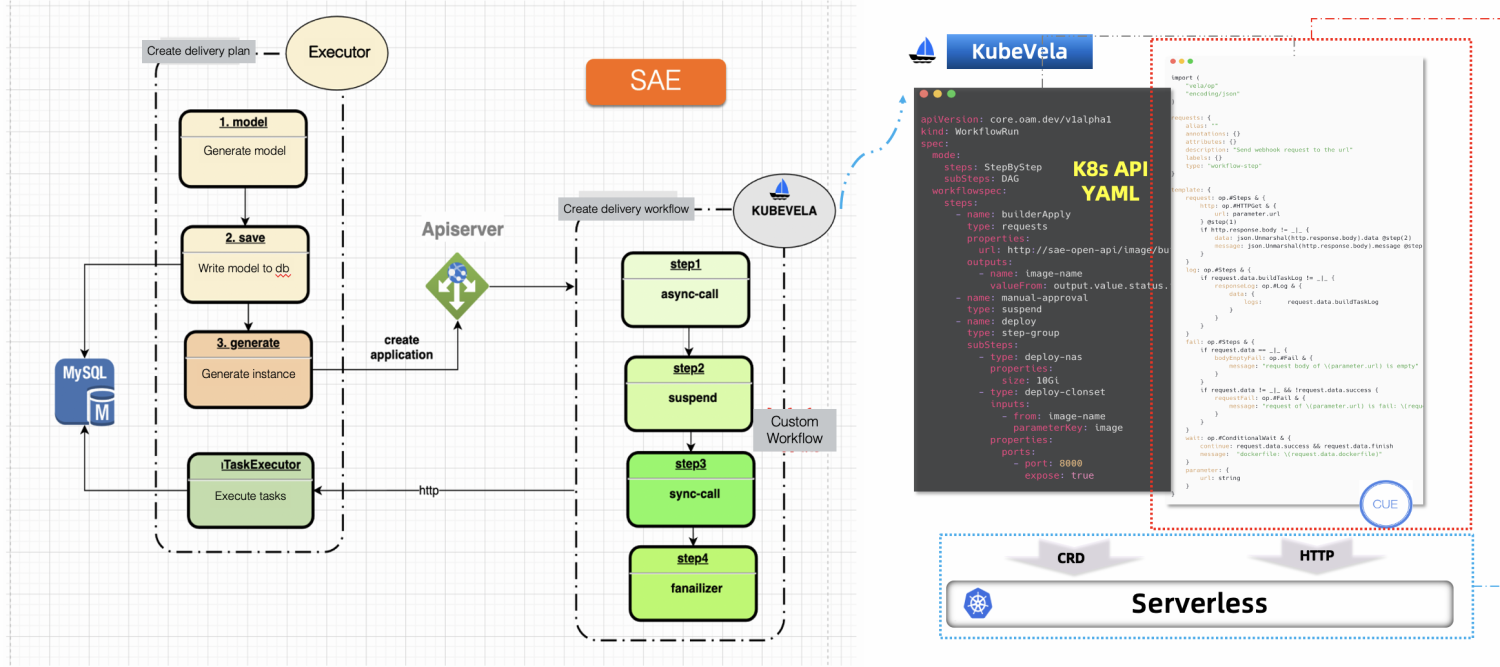 Create delivery plan
Executor
1. model
Generate model
2. save
Write model to db
3. generate
Generate instance
iTaskExecutor
Execute tasks
MySQL
M
create
application
http
Apiserver
SAE
Create delivery workflow
KUBEVELA
step1
async-call
step2
suspend
Custom
Workflow
step3
sync-call
step4
fanailizer
KubeVela
apiVersion: core.oam.dev/v1alpha1
kind: WorkflowRun
spec:
mode:
steps: StepByStep
subSteps: DAG
workflowspec:
steps:
- name: builderApply
type: requests
properties:
url: http://sae-open-api/image/bu
outputs:
- name: image-name
valueFrom: output.value.status.
- name: manual-approval
type: suspend
- name: deploy
type: step-group
subSteps:
- type: deploy-nas
properties:
size: 10Gi
- type: deploy-clonset
inputs:
- from: image-name
parameterKey: image
properties:
ports:
- port: 8000
expose: true
K8s API
YAML
import (
"vela/op"
"encoding/json"
)
requests: {
alias: ""
annotations: {}
attributes: {}
description: "Send webhook request to the url"
labels: {}
type: "workflow-step"
}
template: {
request: op.#Steps & {
http: op.#HTTPGet & {
url: parameter.url
} @step(1)
if http.response.body != _|_ {
data: json.Unmarshal(http.response.body).data @step(2)
message: json.Unmarshal(http.response.body).message @step
}
}
log: op.#Steps & {
if request.data.buildTaskLog != _|_ {
responseLog: op.#Log & {
data: {
logs: request.data.buildTaskLog
}
}
}
}
fail: op.#Steps & {
if request.data == _|_ {
bodyEmptyFail: op.#Fail & {
message: "request body of \(parameter.url) is empty"
}
}
if request.data != _|_ && !request.data.success {
requestFail: op.#Fail & {
message: "request of \(parameter.url) is fail: \(requ
}
}
}
wait: op.#ConditionalWait & {
continue: request.data.success && request.data.finish
message: "dockerfile: \(request.data.dockerfile)"
}
parameter: {
url: string
}
}
CUE
CRD
HTTP
Serverless